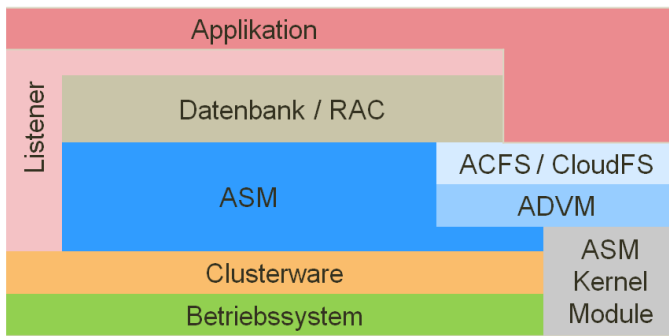 Applikation
Listener
Datenbank / RAC
ACFS / CloudFS
ASM
ADVM
ASM
Kernel
Module
Clusterware
Betriebssystem